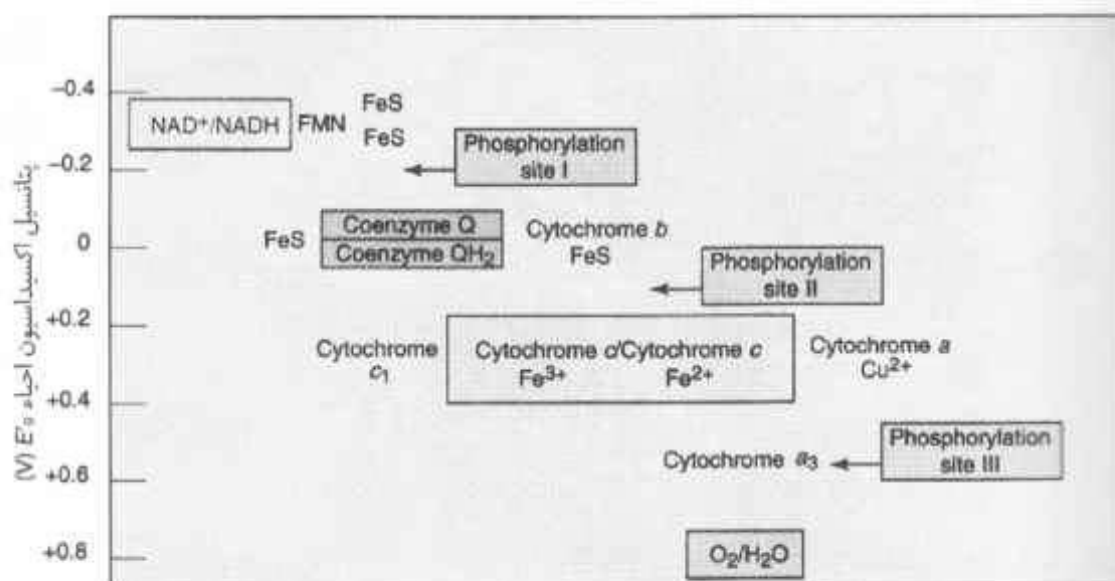 پتانسیل اکسیداسیون احیاء E'₀ (V)
−0.4
−0.2
0
+0.2
+0.4
+0.6
+0.8
NAD⁺/NADH
FMN
FeS
FeS
Phosphorylation
site I
FeS
Coenzyme Q
Coenzyme QH₂
Cytochrome b
FeS
Phosphorylation
site II
Cytochrome
c₁
Cytochrome c/Cytochrome c
Fe³⁺ Fe²⁺
Cytochrome a
Cu²⁺
Cytochrome a₃
Phosphorylation
site III
O₂/H₂O